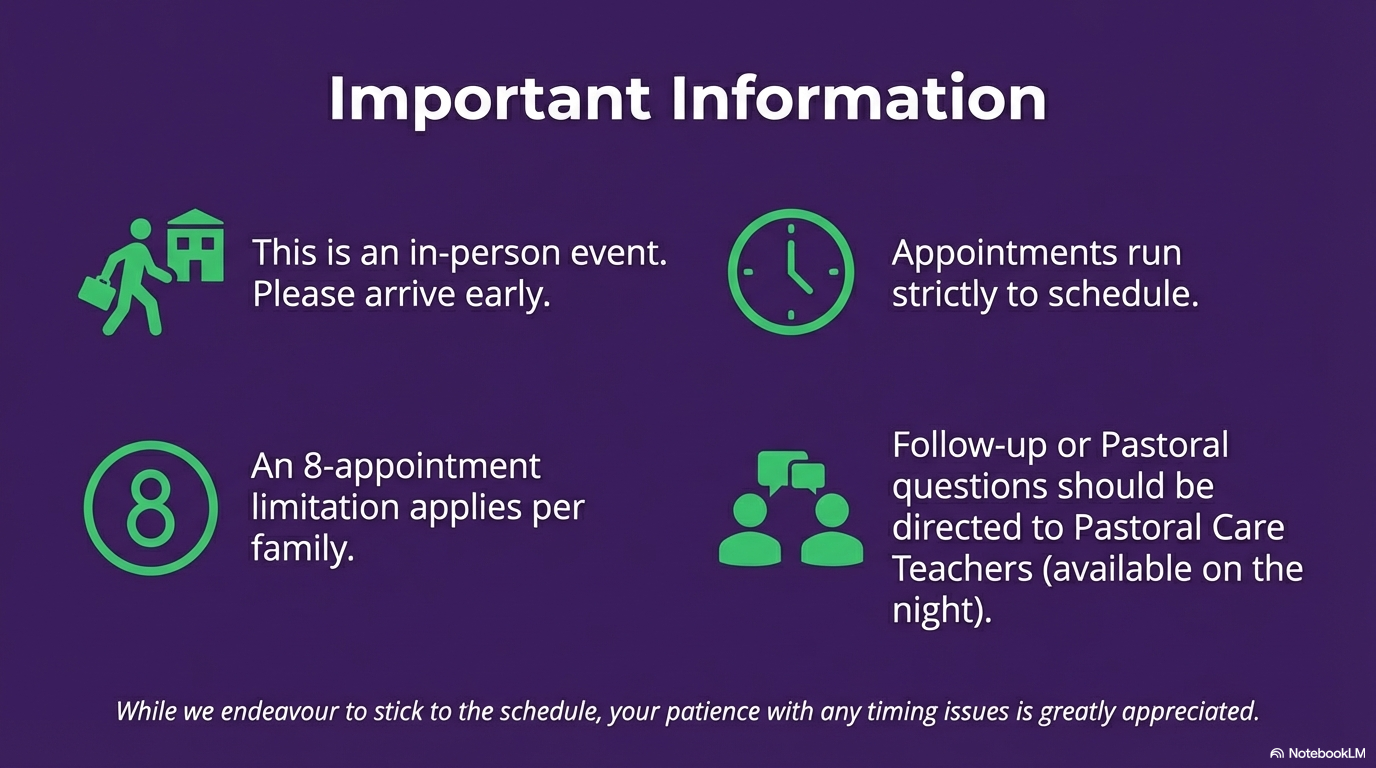 Important Information
This is an in-person event.
Please arrive early.
Appointments run
strictly to schedule.
8
An 8-appointment
limitation applies per
family.
Follow-up or Pastoral
questions should be
directed to Pastoral Care
Teachers (available on the
night).
While we endeavour to stick to the schedule, your patience with any timing issues is greatly appreciated.
NotebookLM